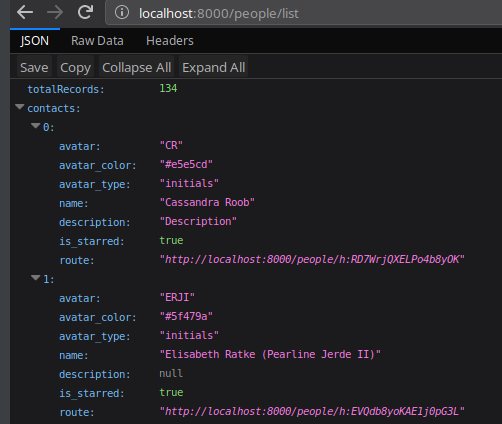 localhost:8000/people/list
JSON Raw Data Headers
Save Copy Collapse All Expand All
totalRecords: 134
contacts:
0:
avatar: "CR"
avatar_color: "#e5e5cd"
avatar_type: "initials"
name: "Cassandra Roob"
description: "Description"
is_starred: true
route: "http://localhost:8000/people/h:RD7WrjQXELPo4b8yOK"
1:
avatar: "ERJI"
avatar_color: "#5f479a"
avatar_type: "initials"
name: "Elisabeth Ratke (Pearline Jerde II)"
description: null
is_starred: true
route: "http://localhost:8000/people/h:EVQdb8yoKAE1j0pG3L"